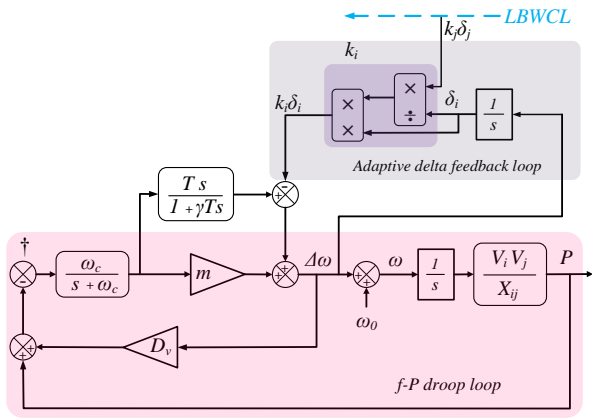 LBWCL
k_jδ_j
k_i
k_iδ_i
×
×
×
÷
δ_i
1
s
Adaptive delta feedback loop
T s
1 +γTs
+
-
†
-
ω_c
s +ω_c
m
+
+
Δω
+
+
ω
ω_0
1
s
V_i V_j
X_ij
P
+
+
D_v
f-P droop loop